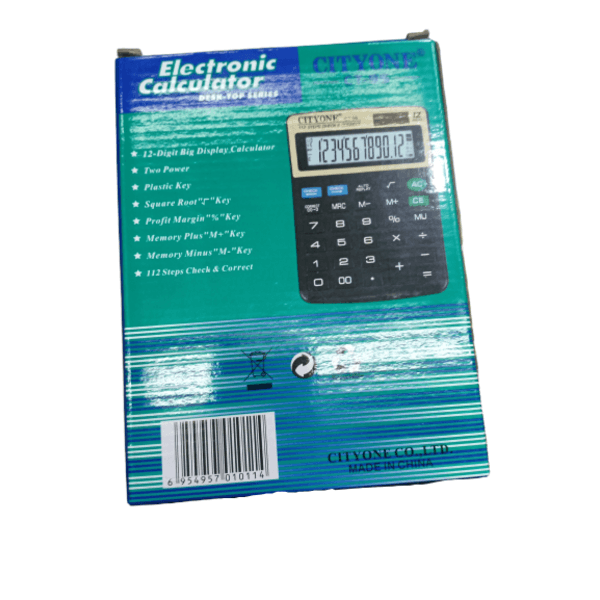 Electronic
Calculator
DESK-TOP SERIES
CITYONE
12-Digit Big Display Calculator
Two Power
Plastic Key
Square Root"√"Key
Profit Margin"%"Key
Memory Plus"M+"Key
Memory Minus"M-"Key
112 Steps Check & Correct
CITYONE
12
123456789012
√ AC
MRC M- M+ CE
7 8 9 % MU
4 5 6 × ÷
1 2 3 + -
0 00 . =
6 954957 010114
CITYONE CO.,LTD.
MADE IN CHINA